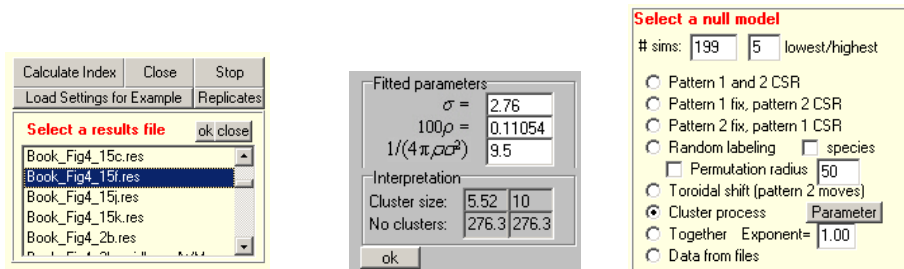 Calculate Index Close Stop
Load Settings for Example Replicates
Select a results file ok close
Book_Fig4_15c.res
Book_Fig4_15f.res
Book_Fig4_15j.res
Book_Fig4_15k.res
Book_Fig4_2b.res
Fitted parameters
σ = 2.76
100ρ = 0.11054
1/(4πρσ²) 9.5
Interpretation
Cluster size: 5.52 10
No clusters: 276.3 276.3
ok
Select a null model
# sims: 199 5 lowest/highest
Pattern 1 and 2 CSR
Pattern 1 fix, pattern 2 CSR
Pattern 2 fix, pattern 1 CSR
Random labeling species
Permutation radius 50
Toroidal shift (pattern 2 moves)
Cluster process Parameter
Together Exponent= 1.00
Data from files